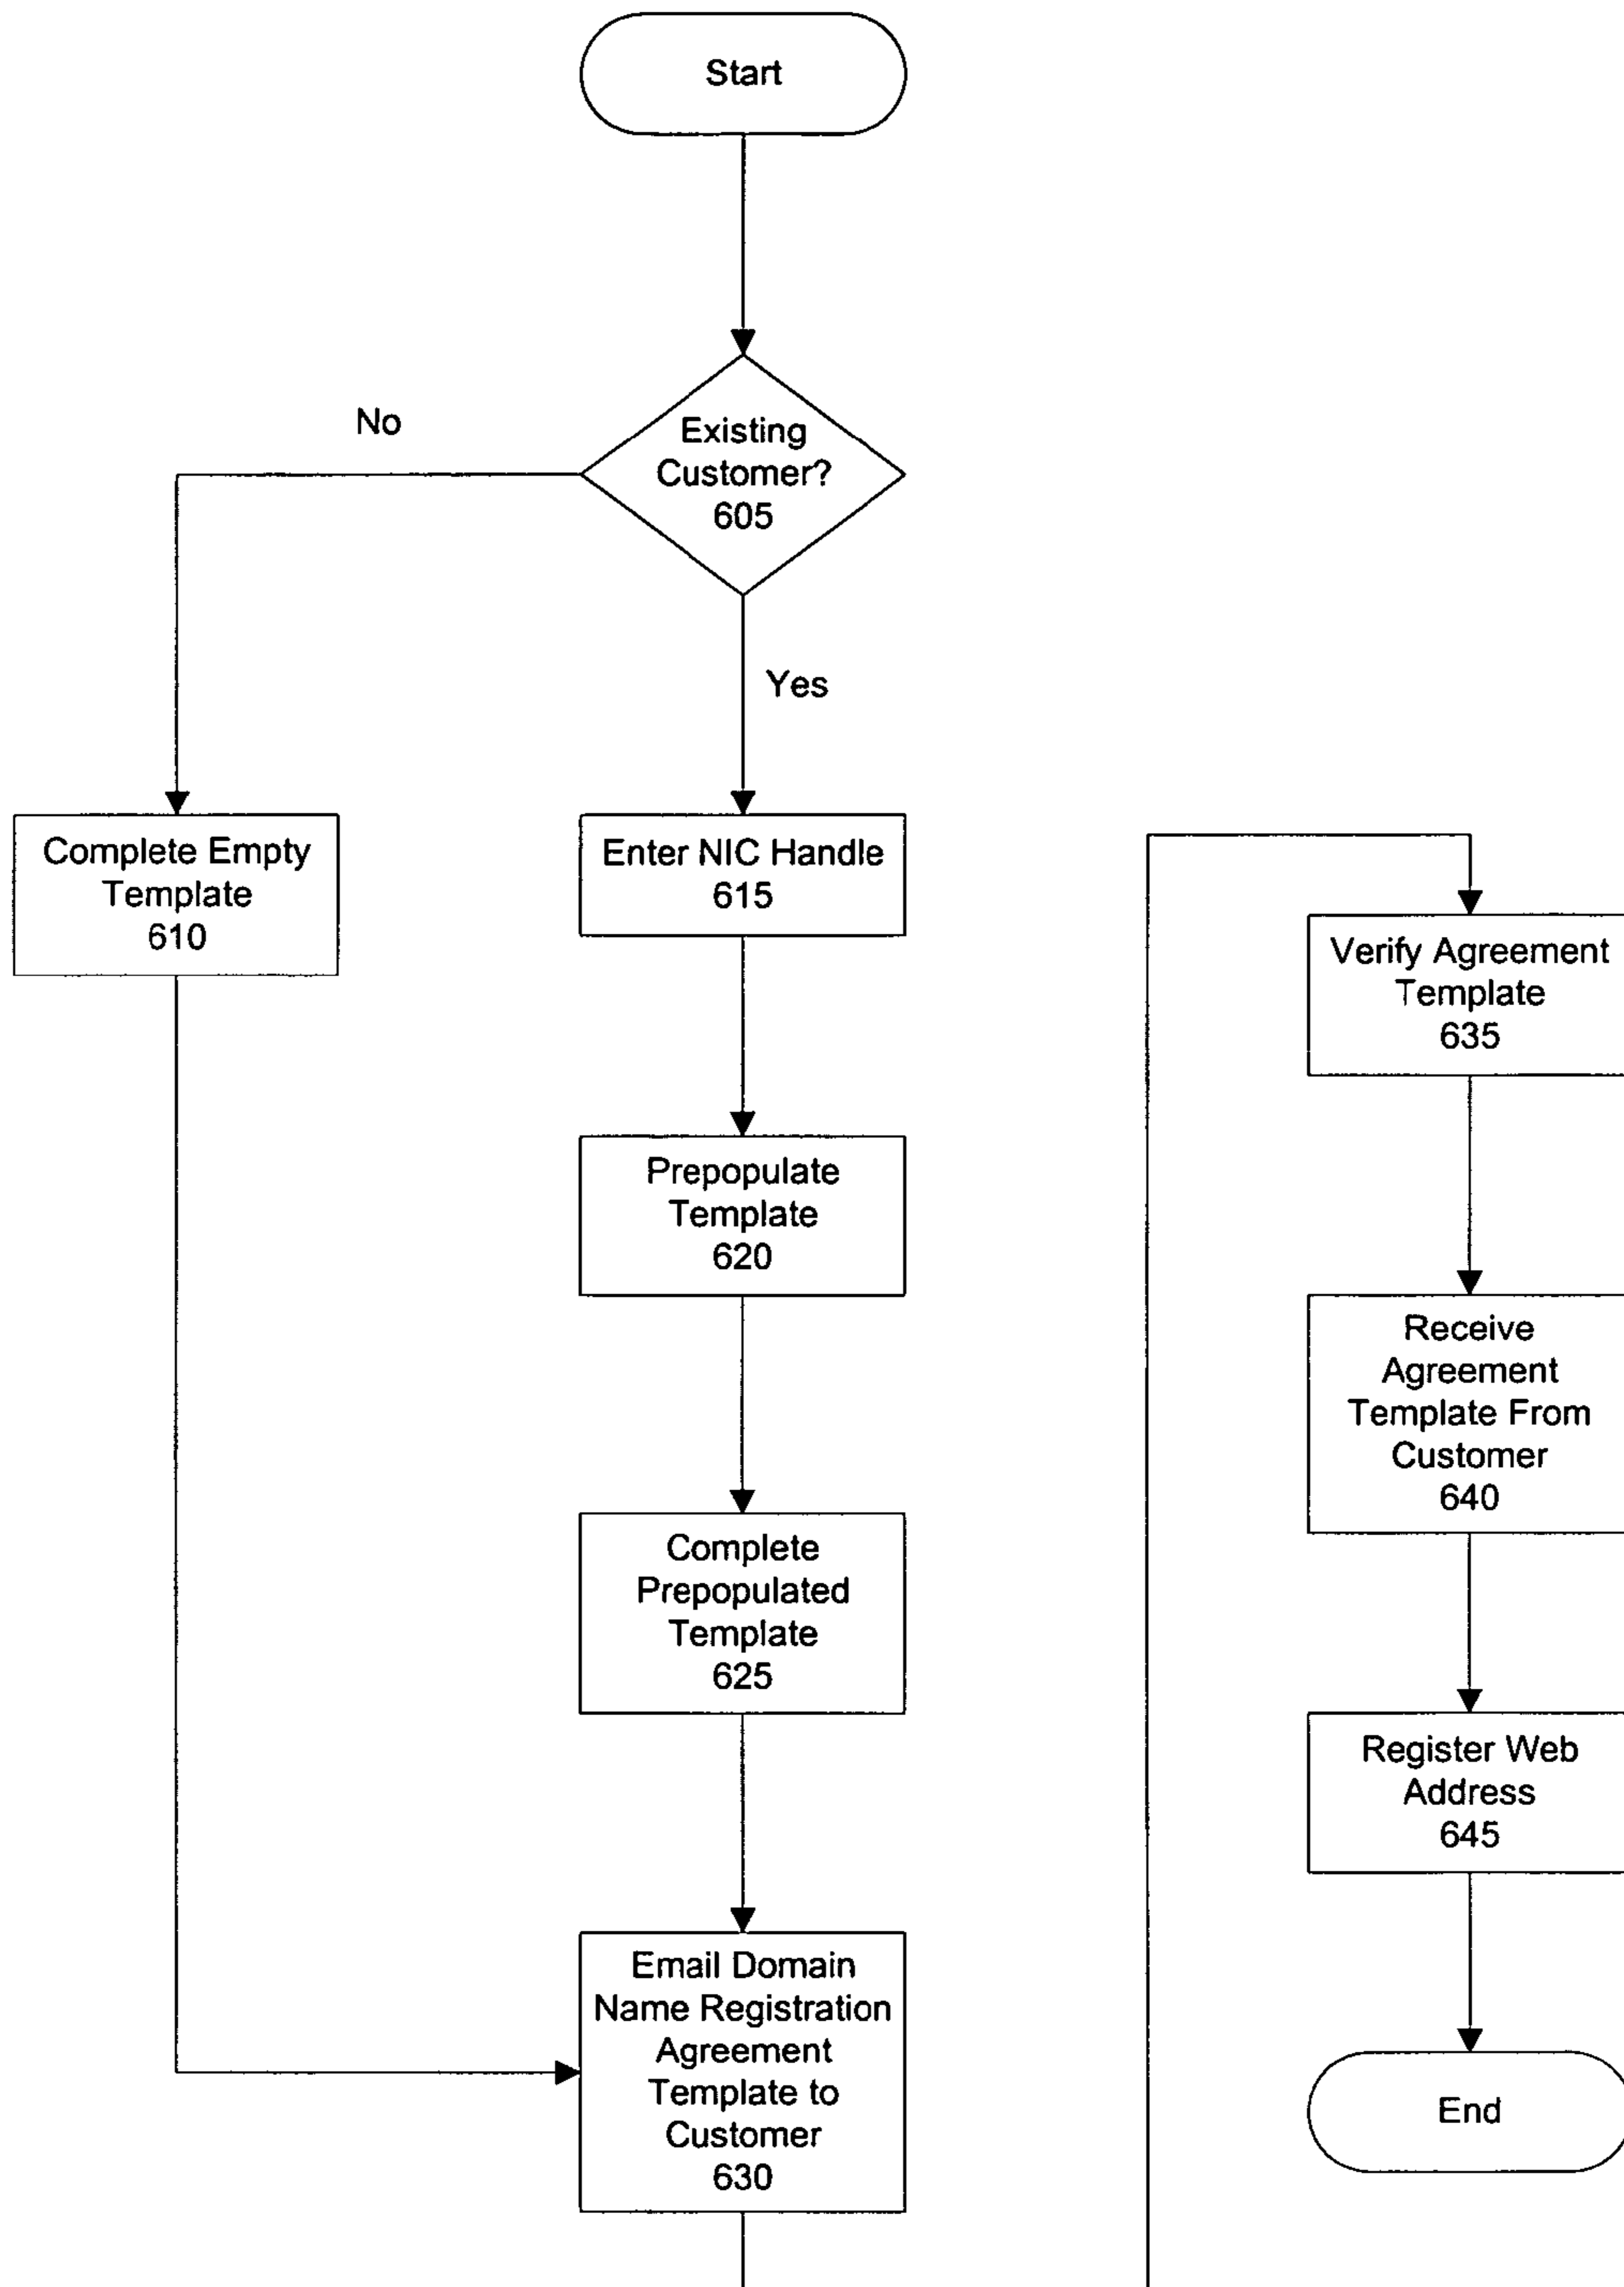 Start
Existing
Customer?
605
No
Yes
Complete Empty
Template
610
Enter NIC Handle
615
Prepopulate
Template
620
Complete
Prepopulated
Template
625
Email Domain
Name Registration
Agreement
Template to
Customer
630
Verify Agreement
Template
635
Receive
Agreement
Template From
Customer
640
Register Web
Address
645
End